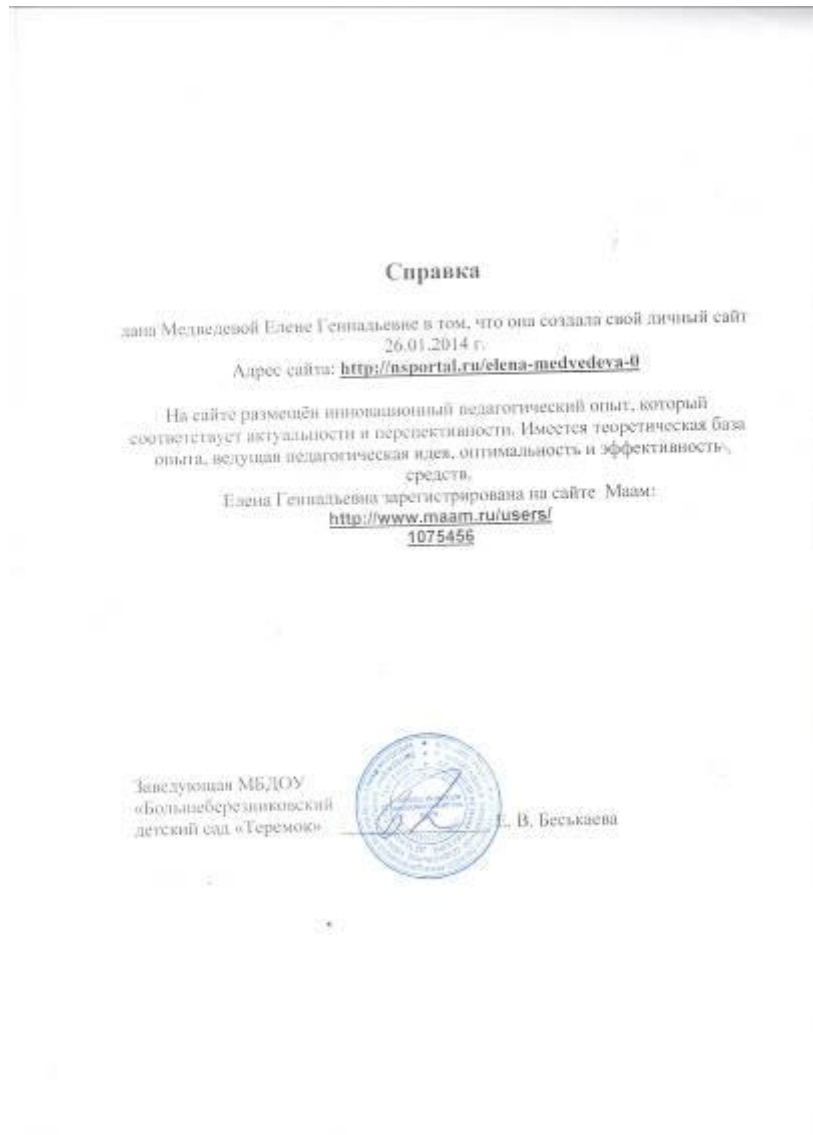 Справка
дана Медведевой Елене Геннадьевне в том, что она создала свой личный сайт
26.01.2014 г.
Адрес сайта: http://nsportal.ru/elena-medvedeva-0
На сайте размещён инновационный педагогический опыт, который
соответствует актуальности и перспективности. Имеется теоретическая база
опыта, ведущая педагогическая идея, оптимальность и эффективность
средств.
Елена Геннадьевна зарегистрирована на сайте Маам:
http://www.maam.ru/users/
1075456
Заведующая МБДОУ
«Большеберезниковский
детский сад «Теремок» Е. В. Беськаева